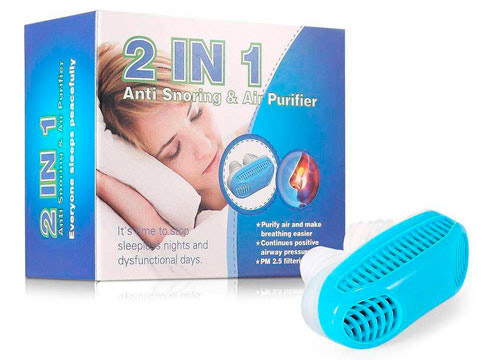 2 IN 1
Anti Snoring & Air Purifier
Everyone sleeps peacefully
2 IN 1
Anti Snoring & Air Purifier
It's time to stop
sleepless nights and
dysfunctional days.
★Purify air and make
breathing easier
★Continues positive
airway pressure
★PM 2.5 filtering